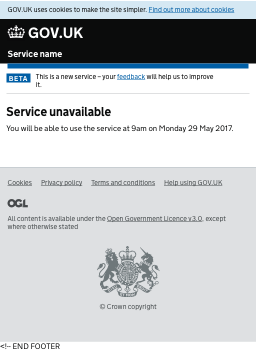 GOV.UK uses cookies to make the site simpler. Find out more about cookies
GOV.UK
Service name
BETA
This is a new service – your feedback will help us to improve
it.
Service unavailable
You will be able to use the service at 9am on Monday 29 May 2017.
Cookies Privacy policy Terms and conditions Help using GOV.UK
OGL
All content is available under the Open Government Licence v3.0, except
where otherwise stated
© Crown copyright
<!-- END FOOTER